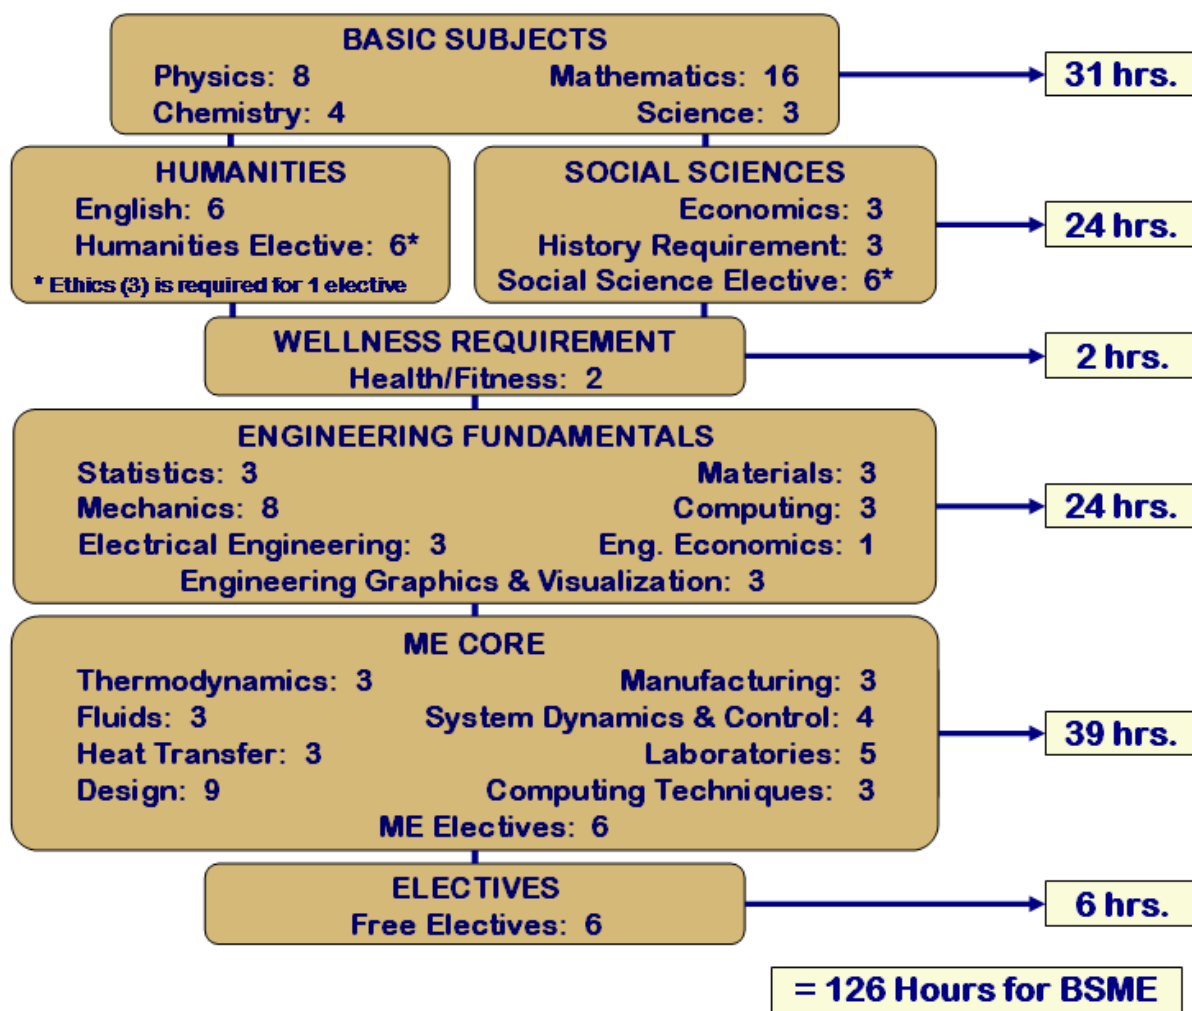 BASIC SUBJECTS
Physics: 8 Mathematics: 16
Chemistry: 4 Science: 3
31 hrs.
HUMANITIES
English: 6
Humanities Elective: 6*
* Ethics (3) is required for 1 elective
SOCIAL SCIENCES
Economics: 3
History Requirement: 3
Social Science Elective: 6*
24 hrs.
WELLNESS REQUIREMENT
Health/Fitness: 2
2 hrs.
ENGINEERING FUNDAMENTALS
Statistics: 3 Materials: 3
Mechanics: 8 Computing: 3
Electrical Engineering: 3 Eng. Economics: 1
Engineering Graphics & Visualization: 3
24 hrs.
ME CORE
Thermodynamics: 3 Manufacturing: 3
Fluids: 3 System Dynamics & Control: 4
Heat Transfer: 3 Laboratories: 5
Design: 9 Computing Techniques: 3
ME Electives: 6
39 hrs.
ELECTIVES
Free Electives: 6
6 hrs.
= 126 Hours for BSME